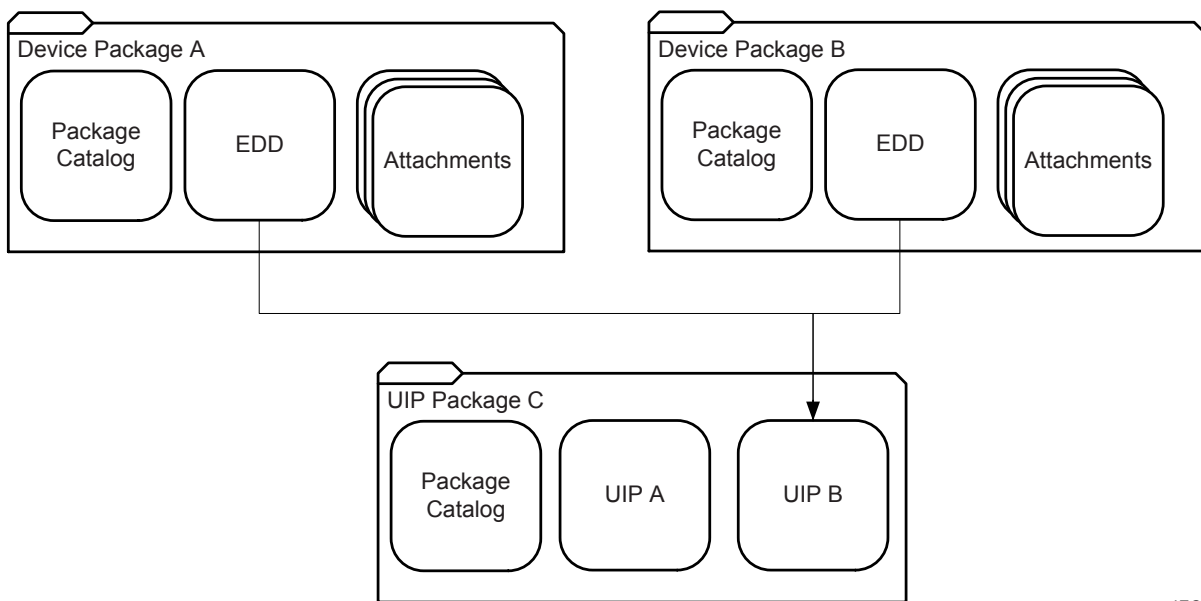 Device Package A
Package
Catalog
EDD
Attachments
Device Package B
Package
Catalog
EDD
Attachments
UIP Package C
Package
Catalog
UIP A
UIP B